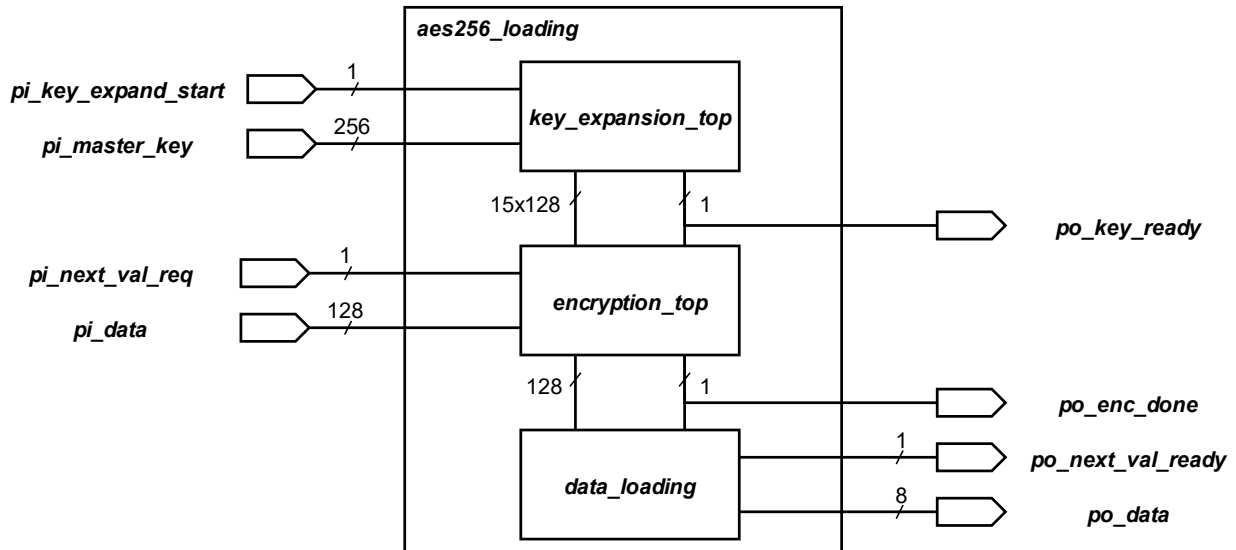 aes256_loading
pi_key_expand_start
1
key_expansion_top
pi_master_key
256
15x128
1
po_key_ready
pi_next_val_req
1
encryption_top
pi_data
128
128
1
po_enc_done
1
po_next_val_ready
data_loading
8
po_data